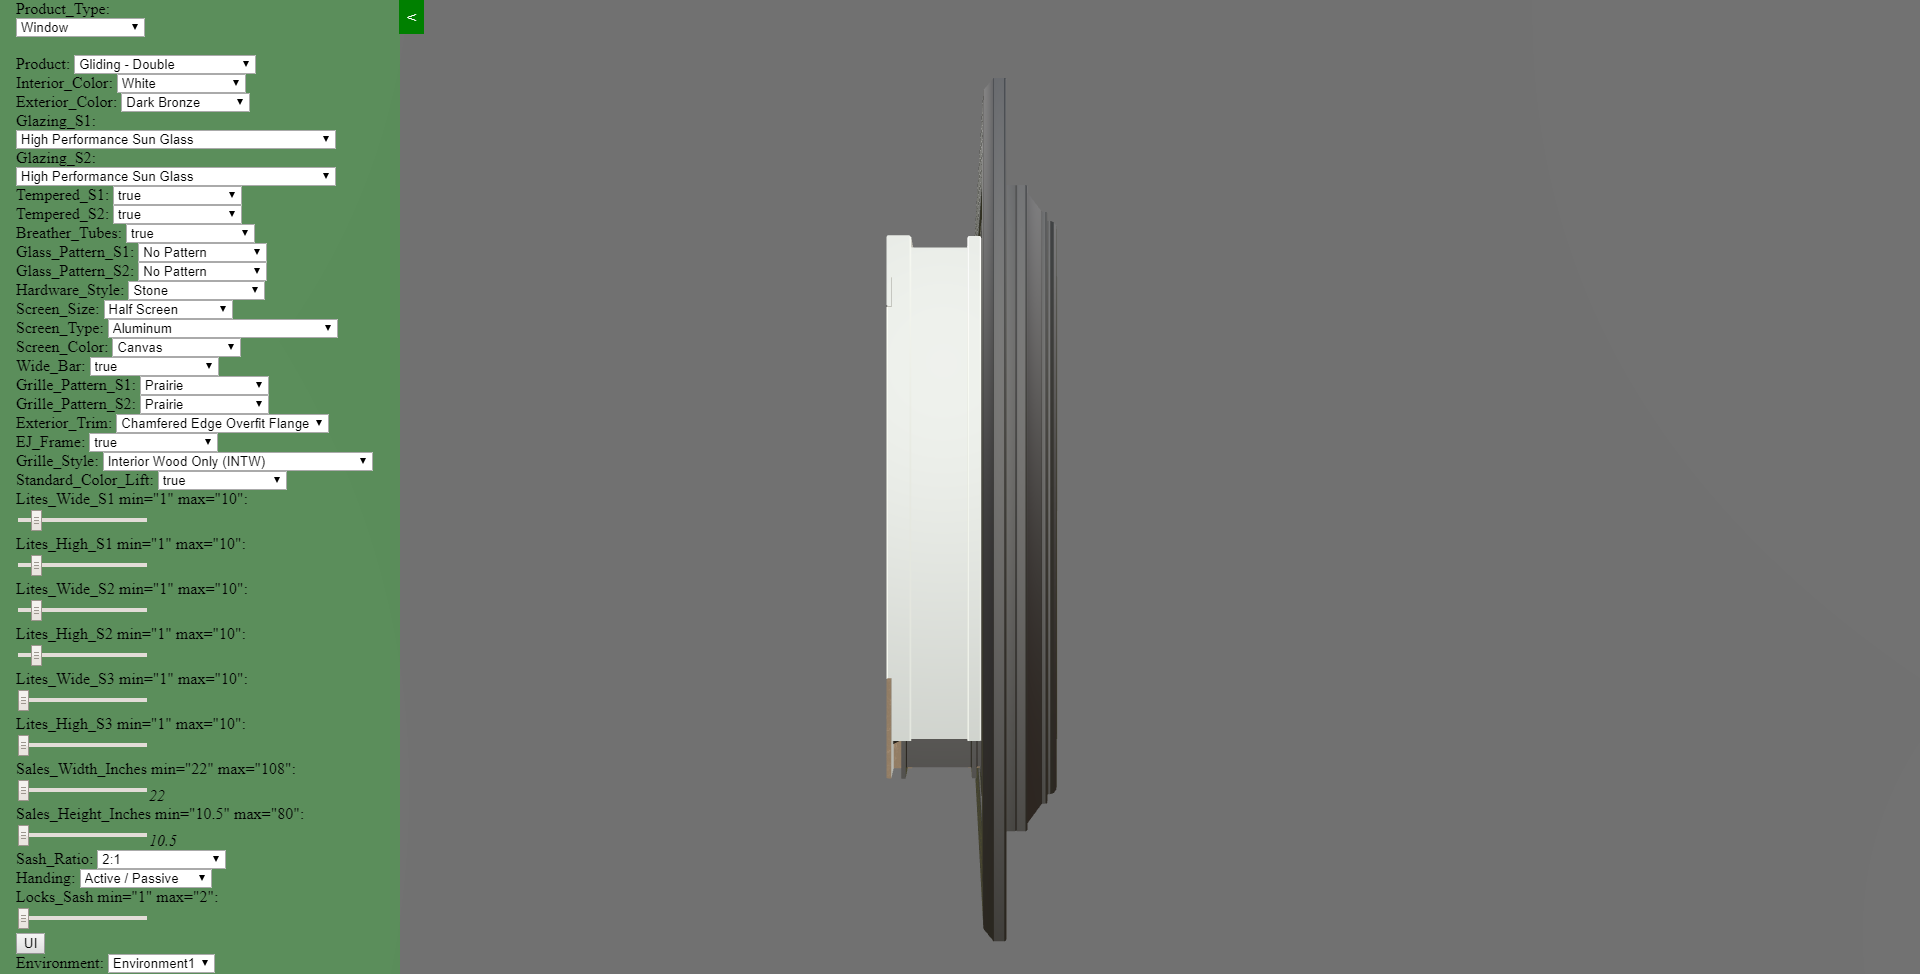 Product_Type:
Window
<
Product: Gliding - Double
Interior_Color: White
Exterior_Color: Dark Bronze
Glazing_S1:
High Performance Sun Glass
Glazing_S2:
High Performance Sun Glass
Tempered_S1: true
Tempered_S2: true
Breather_Tubes: true
Glass_Pattern_S1: No Pattern
Glass_Pattern_S2: No Pattern
Hardware_Style: Stone
Screen_Size: Half Screen
Screen_Type: Aluminum
Screen_Color: Canvas
Wide_Bar: true
Grille_Pattern_S1: Prairie
Grille_Pattern_S2: Prairie
Exterior_Trim: Chamfered Edge Overfit Flange
EJ_Frame: true
Grille_Style: Interior Wood Only (INTW)
Standard_Color_Lift: true
Lites_Wide_S1 min="1" max="10":
Lites_High_S1 min="1" max="10":
Lites_Wide_S2 min="1" max="10":
Lites_High_S2 min="1" max="10":
Lites_Wide_S3 min="1" max="10":
Lites_High_S3 min="1" max="10":
Sales_Width_Inches min="22" max="108":
22
Sales_Height_Inches min="10.5" max="80":
10.5
Sash_Ratio: 2:1
Handing: Active / Passive
Locks_Sash min="1" max="2":
UI
Environment: Environment1